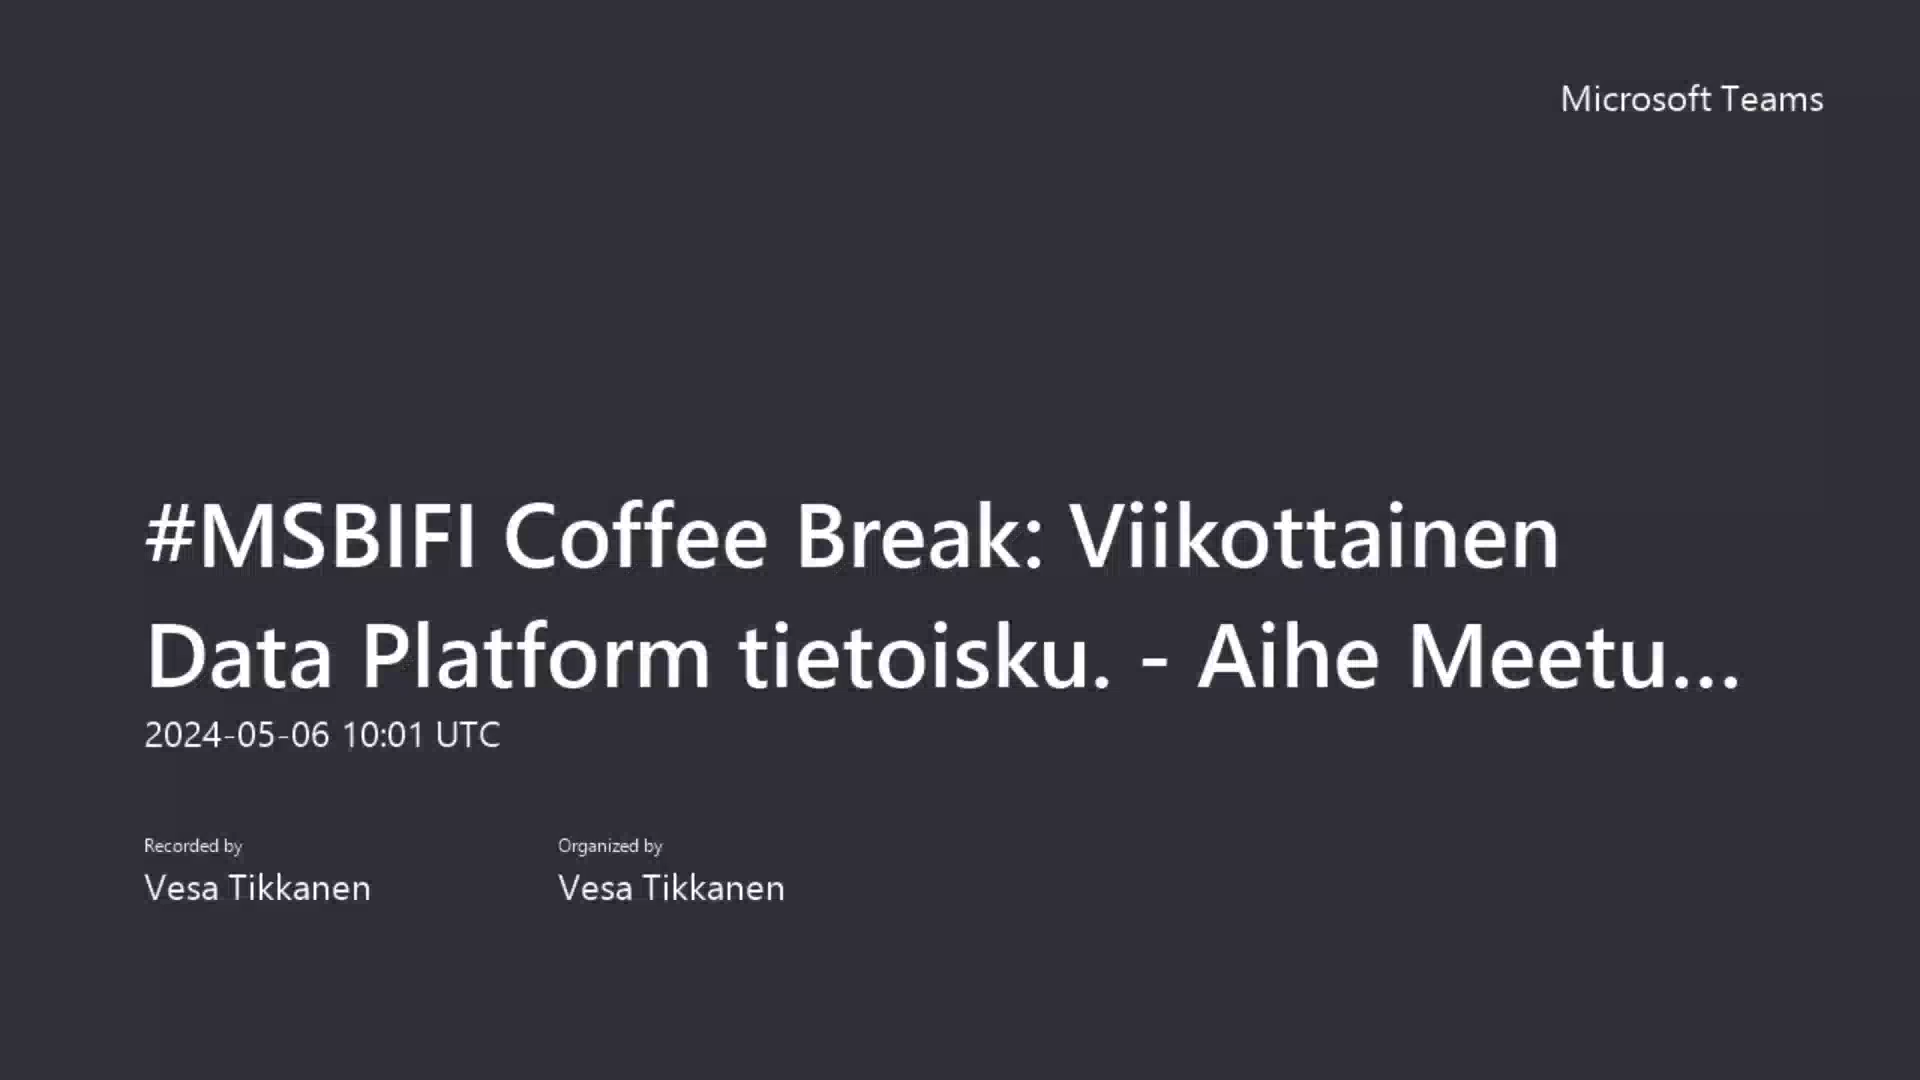 Microsoft Teams
#MSBIFI Coffee Break: Viikottainen
Data Platform tietoisku. - Aihe Meetu...
2024-05-06 10:01 UTC
Recorded by
Vesa Tikkanen
Organized by
Vesa Tikkanen